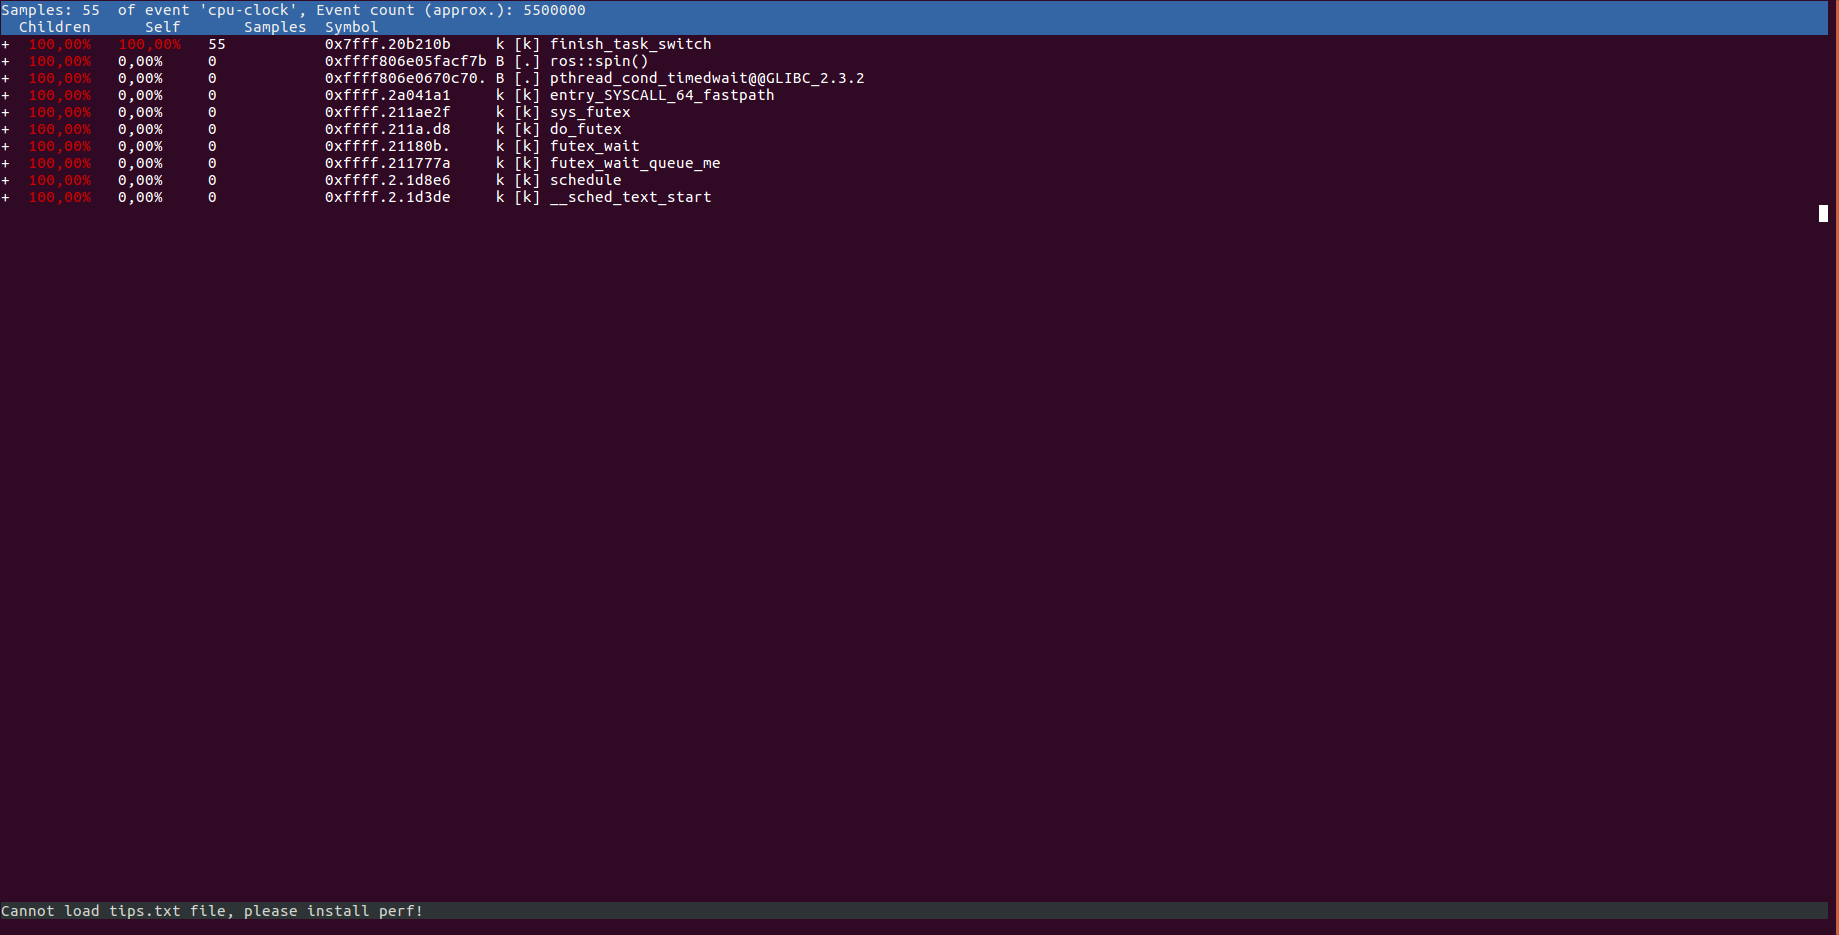 Samples: 55  of event 'cpu-clock', Event count (approx.): 5500000
  Children      Self       Samples  Symbol
+  100,00%   100,00%   55           0x7fff.20b210b     k [k] finish_task_switch
+  100,00%   0,00%     0            0xffff806e05facf7b B [.] ros::spin()
+  100,00%   0,00%     0            0xffff806e0670c70. B [.] pthread_cond_timedwait@@GLIBC_2.3.2
+  100,00%   0,00%     0            0xffff.2a041a1     k [k] entry_SYSCALL_64_fastpath
+  100,00%   0,00%     0            0xffff.211ae2f     k [k] sys_futex
+  100,00%   0,00%     0            0xffff.211a.d8     k [k] do_futex
+  100,00%   0,00%     0            0xffff.21180b.     k [k] futex_wait
+  100,00%   0,00%     0            0xffff.211777a     k [k] futex_wait_queue_me
+  100,00%   0,00%     0            0xffff.2.1d8e6     k [k] schedule
+  100,00%   0,00%     0            0xffff.2.1d3de     k [k] __sched_text_start
Cannot load tips.txt file, please install perf!